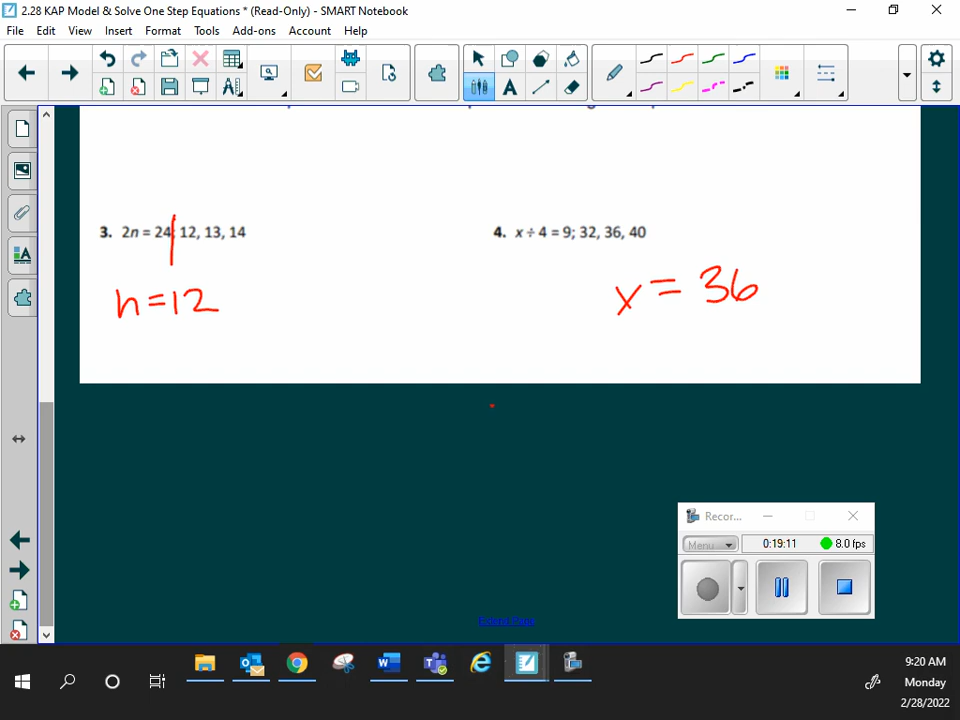 2.28 KAP Model & Solve One Step Equations * (Read-Only) - SMART Notebook
File Edit View Insert Format Tools Add-ons Account Help
3. 2n = 24; 12, 13, 14
4. x ÷ 4 = 9; 32, 36, 40
n = 12
x = 36
Recor...
Menu
0:19:11
8.0 fps
Extend Page
9:20 AM
Monday
2/28/2022